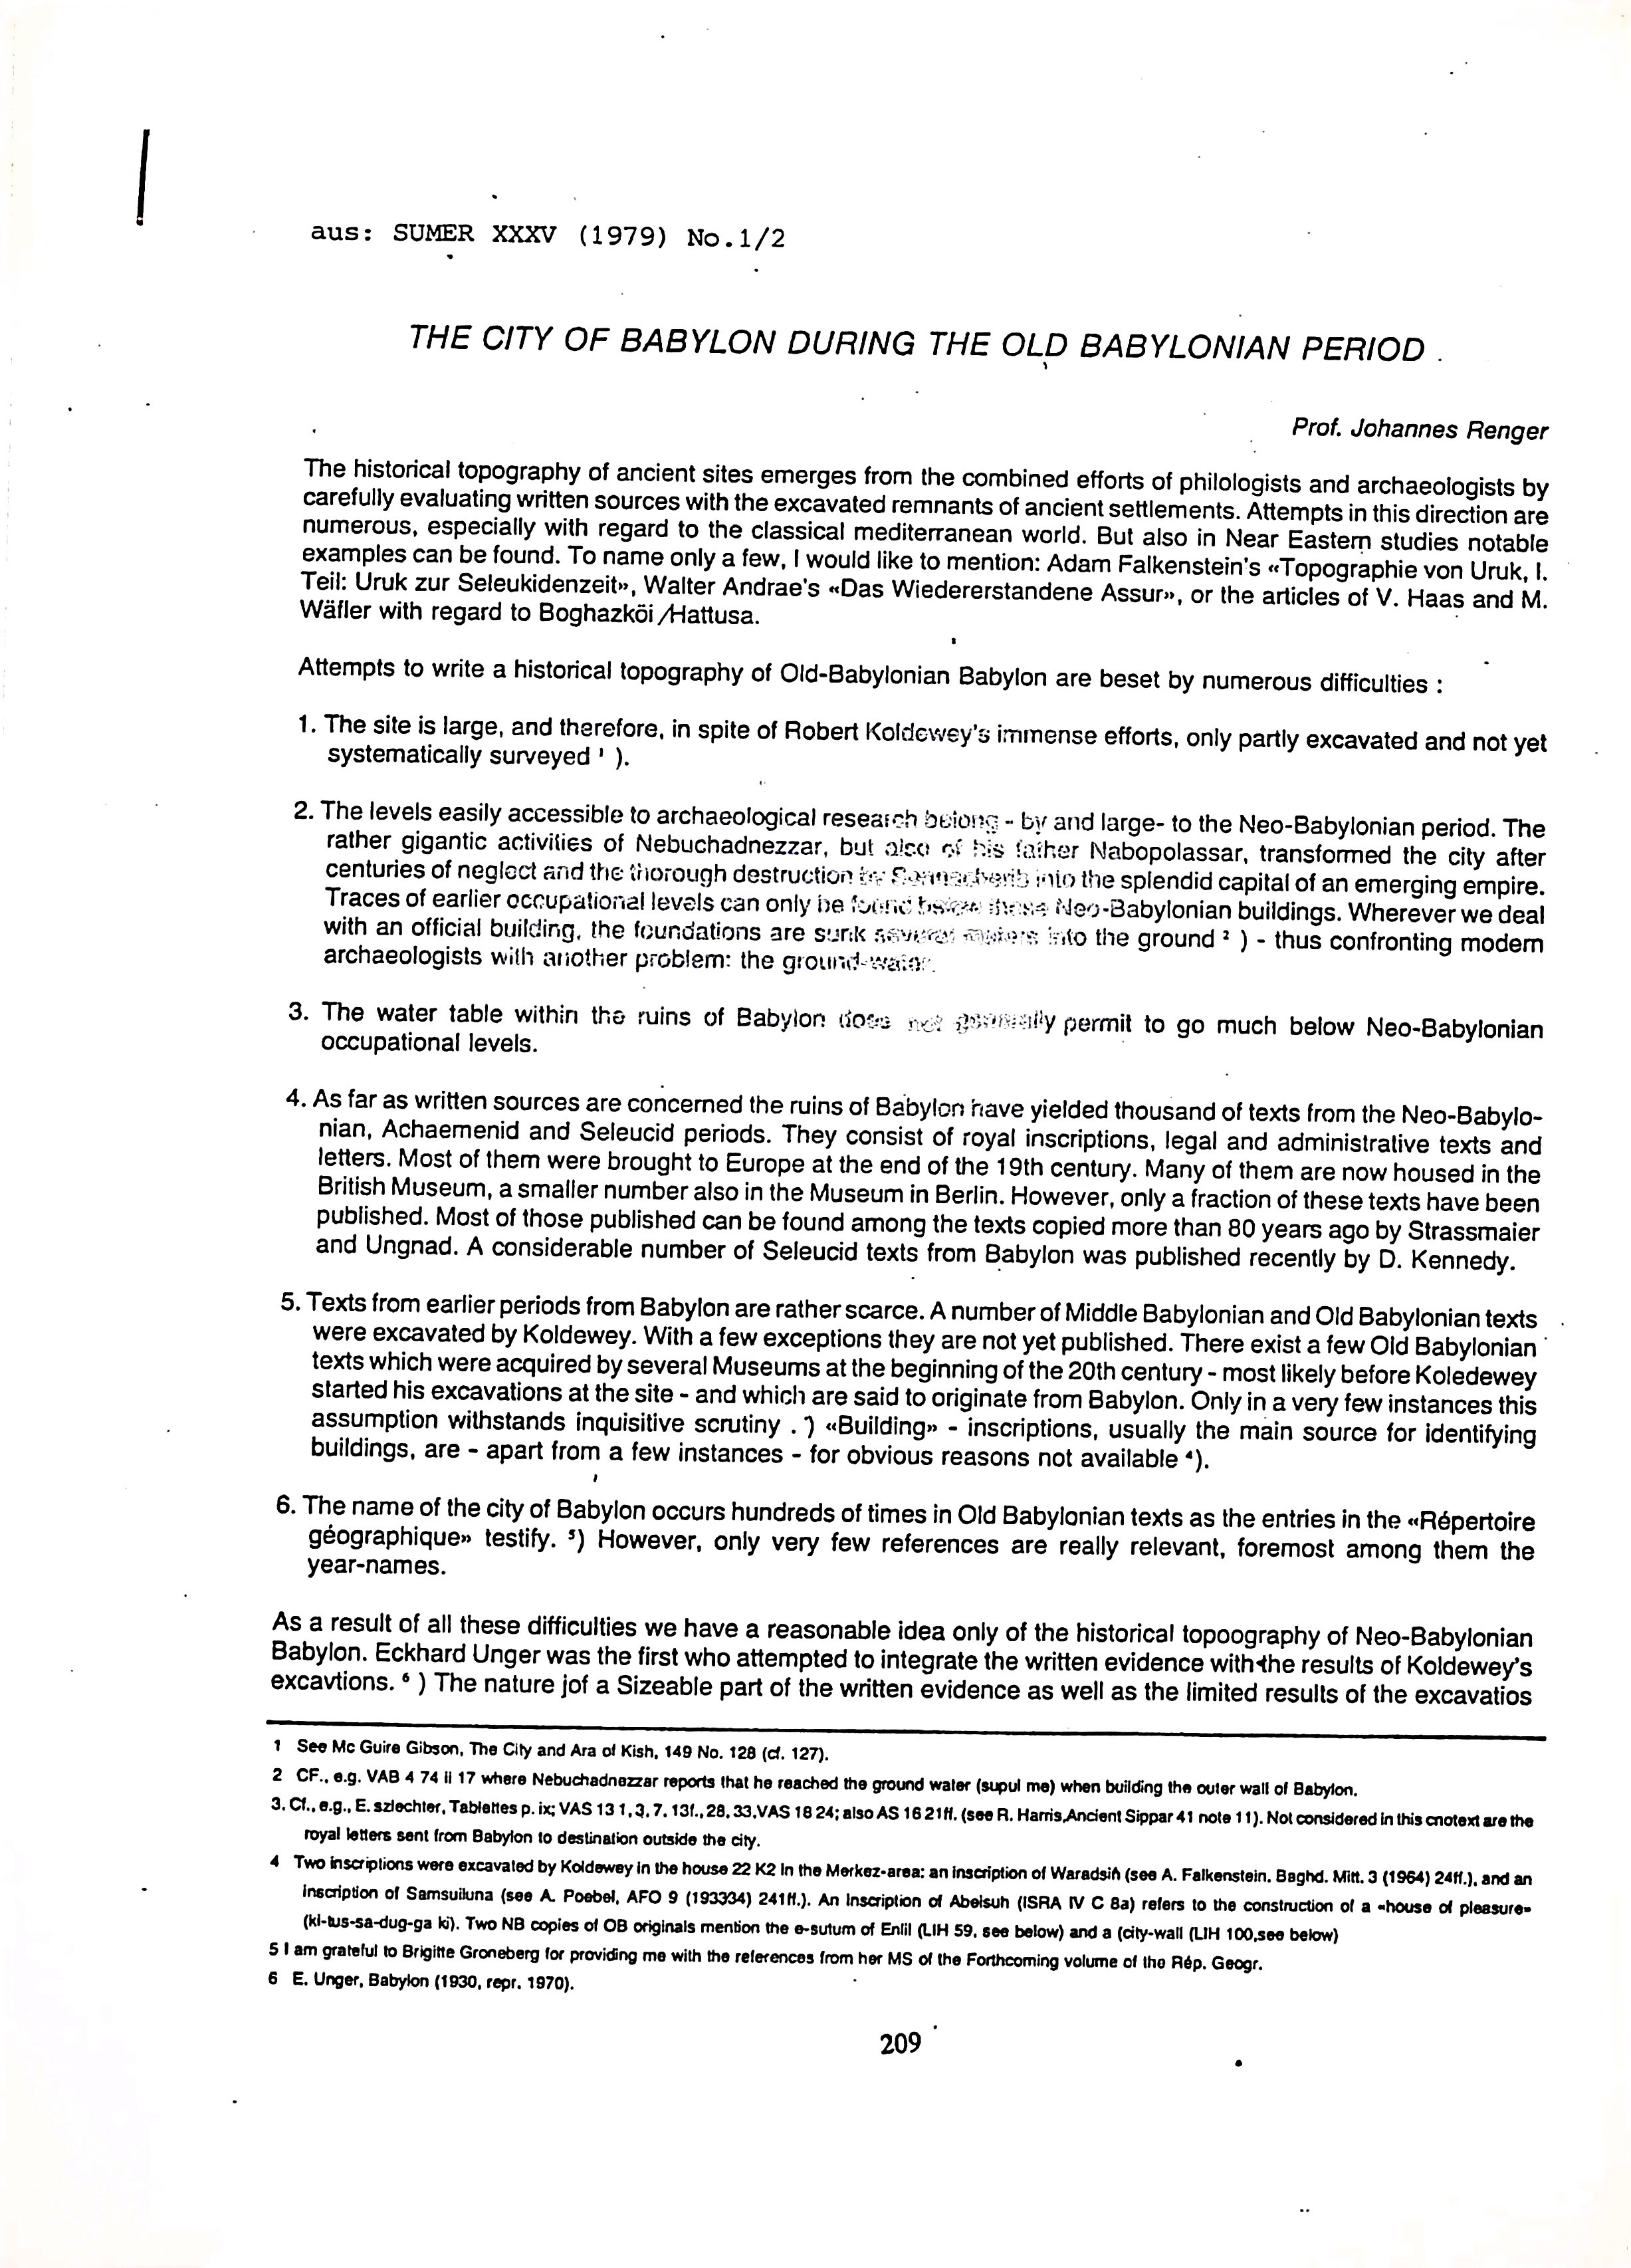 aus: SUMER XXXV (1979) No.1/2
THE CITY OF BABYLON DURING THE OLD BABYLONIAN PERIOD
Prof. Johannes Renger
The historical topography of ancient sites emerges from the combined efforts of philologists and archaeologists by
carefully evaluating written sources with the excavated remnants of ancient settlements. Attempts in this direction are
numerous, especially with regard to the classical mediterranean world. But also in Near Eastern studies notable
examples can be found. To name only a few, I would like to mention: Adam Falkenstein's «Topographie von Uruk, I.
Teil: Uruk zur Seleukidenzeit», Walter Andrae's «Das Wiedererstandene Assur», or the articles of V. Haas and M.
Wäfler with regard to Boghazköi /Hattusa.
Attempts to write a historical topography of Old-Babylonian Babylon are beset by numerous difficulties :
1. The site is large, and therefore, in spite of Robert Koldewey's immense efforts, only partly excavated and not yet
systematically surveyed ¹ ).
2. The levels easily accessible to archaeological research belong - by and large- to the Neo-Babylonian period. The
rather gigantic activities of Nebuchadnezzar, but also of his father Nabopolassar, transformed the city after
centuries of neglect and the thorough destruction by Sennacherib into the splendid capital of an emerging empire.
Traces of earlier occupational levels can only be found below these Neo-Babylonian buildings. Wherever we deal
with an official building, the foundations are sunk several meters into the ground ² ) - thus confronting modern
archaeologists with another problem: the ground-water.
3. The water table within the ruins of Babylon does not generally permit to go much below Neo-Babylonian
occupational levels.
4. As far as written sources are concerned the ruins of Babylon have yielded thousand of texts from the Neo-Babylo-
nian, Achaemenid and Seleucid periods. They consist of royal inscriptions, legal and administrative texts and
letters. Most of them were brought to Europe at the end of the 19th century. Many of them are now housed in the
British Museum, a smaller number also in the Museum in Berlin. However, only a fraction of these texts have been
published. Most of those published can be found among the texts copied more than 80 years ago by Strassmaier
and Ungnad. A considerable number of Seleucid texts from Babylon was published recently by D. Kennedy.
5. Texts from earlier periods from Babylon are rather scarce. A number of Middle Babylonian and Old Babylonian texts
were excavated by Koldewey. With a few exceptions they are not yet published. There exist a few Old Babylonian
texts which were acquired by several Museums at the beginning of the 20th century - most likely before Koledewey
started his excavations at the site - and which are said to originate from Babylon. Only in a very few instances this
assumption withstands inquisitive scrutiny . ) «Building» - inscriptions, usually the main source for identifying
buildings, are - apart from a few instances - for obvious reasons not available ⁴).
6. The name of the city of Babylon occurs hundreds of times in Old Babylonian texts as the entries in the «Répertoire
géographique» testify. ⁵) However, only very few references are really relevant, foremost among them the
year-names.
As a result of all these difficulties we have a reasonable idea only of the historical topoography of Neo-Babylonian
Babylon. Eckhard Unger was the first who attempted to integrate the written evidence with the results of Koldewey's
excavtions. ⁶ ) The nature jof a Sizeable part of the written evidence as well as the limited results of the excavatios
1 See Mc Guire Gibson, The City and Ara of Kish, 149 No. 128 (cf. 127).
2 CF., e.g. VAB 4 74 ii 17 where Nebuchadnezzar reports that he reached the ground water (supul me) when building the outer wall of Babylon.
3. Cf., e.g., E. szlechter, Tablettes p. ix; VAS 13 1, 3, 7. 13f., 28, 33,VAS 18 24; also AS 16 21ff. (see R. Harris,Ancient Sippar 41 note 11). Not considered in this cnotext are the
royal letters sent from Babylon to destination outside the city.
4 Two inscriptions were excavated by Koldewey in the house 22 K2 in the Merkez-area: an inscription of Waradsin (see A. Falkenstein. Baghd. Mitt. 3 (1964) 24ff.), and an
inscription of Samsuiluna (see A. Poebel, AFO 9 (193334) 241ff.). An Inscription of Abelsuh (ISRA IV C 8a) refers to the construction of a «house of pleasure»
(ki-tus-sa-dug-ga ki). Two NB copies of OB originals mention the e-sutum of Enlil (LIH 59, see below) and a (city-wall (LIH 100,see below)
5 I am grateful to Brigitte Groneberg for providing me with the references from her MS of the Forthcoming volume of the Rép. Geogr.
6 E. Unger, Babylon (1930, repr. 1970).
209